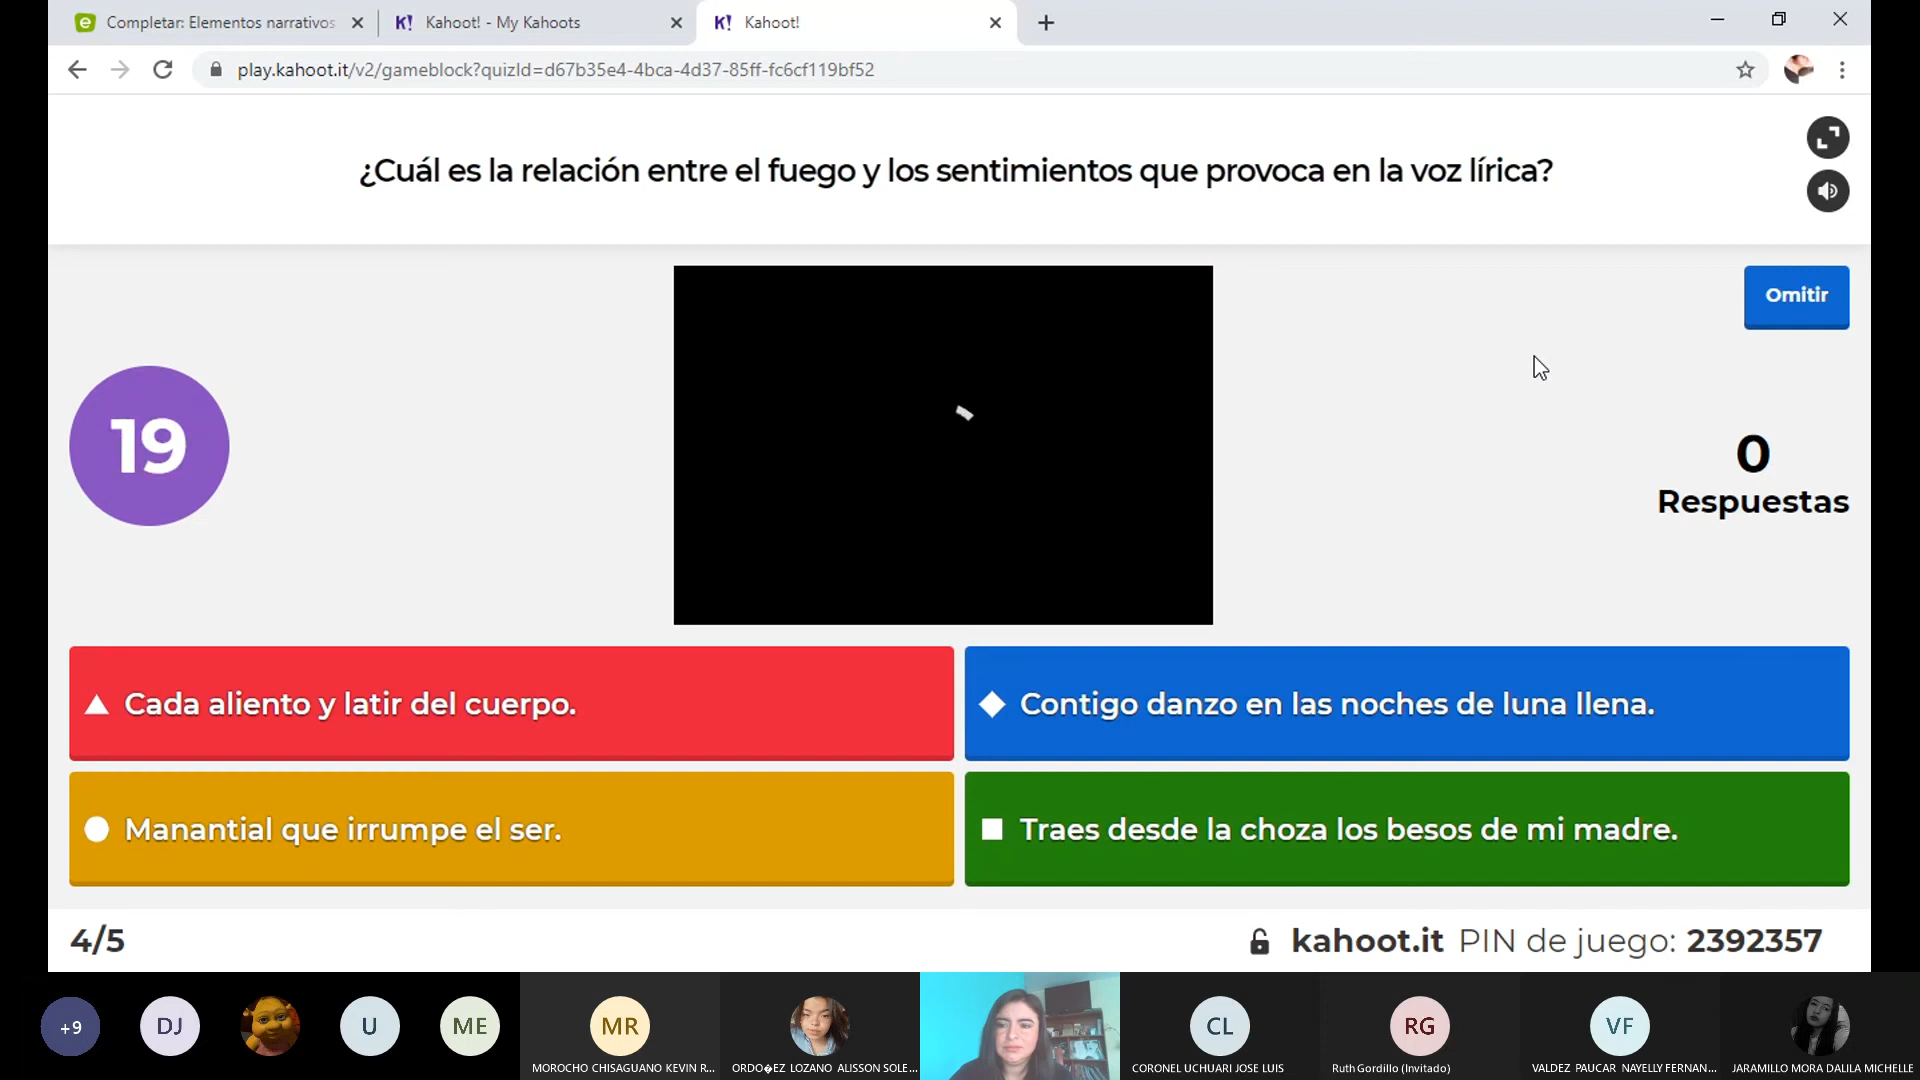 Completar: Elementos narrativos
Kahoot! - My Kahoots
Kahoot!
play.kahoot.it/v2/gameblock?quizId=d67b35e4-4bca-4d37-85ff-fc6cf119bf52
¿Cuál es la relación entre el fuego y los sentimientos que provoca en la voz lírica?
Omitir
19
0
Respuestas
Cada aliento y latir del cuerpo.
Contigo danzo en las noches de luna llena.
Manantial que irrumpe el ser.
Traes desde la choza los besos de mi madre.
4/5
kahoot.it PIN de juego: 2392357
+9
DJ
U
ME
MR
CL
RG
VF
MOROCHO CHISAGUANO KEVIN R...
ORDO�EZ LOZANO ALISSON SOLE...
CORONEL UCHUARI JOSE LUIS
Ruth Gordillo (Invitado)
VALDEZ PAUCAR NAYELLY FERNAN...
JARAMILLO MORA DALILA MICHELLE